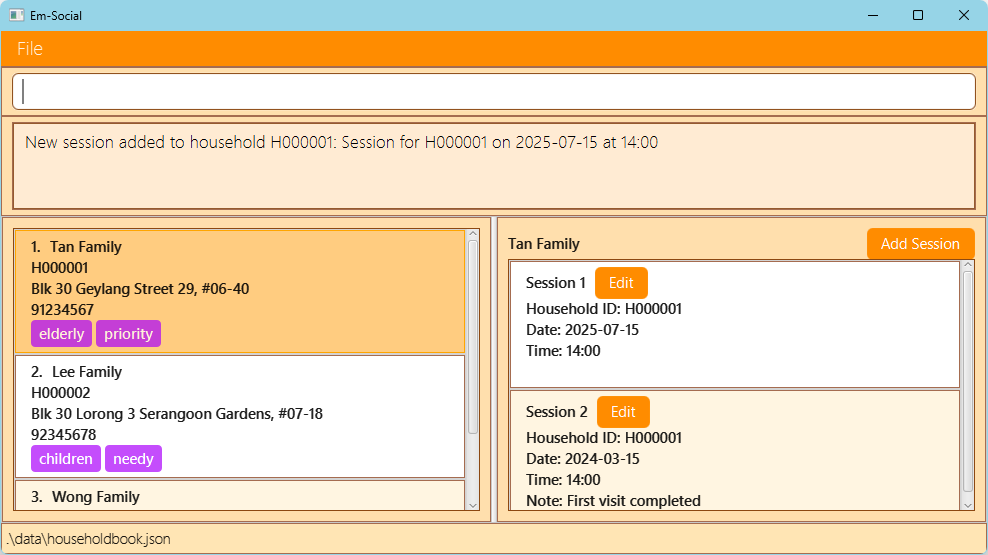 Em-Social
File
New session added to household H000001: Session for H000001 on 2025-07-15 at 14:00
1. Tan Family
H000001
Blk 30 Geylang Street 29, #06-40
91234567
elderly priority
2. Lee Family
H000002
Blk 30 Lorong 3 Serangoon Gardens, #07-18
92345678
children needy
3. Wong Family
Tan Family Add Session
Session 1 Edit
Household ID: H000001
Date: 2025-07-15
Time: 14:00
Session 2 Edit
Household ID: H000001
Date: 2024-03-15
Time: 14:00
Note: First visit completed
.\data\householdbook.json